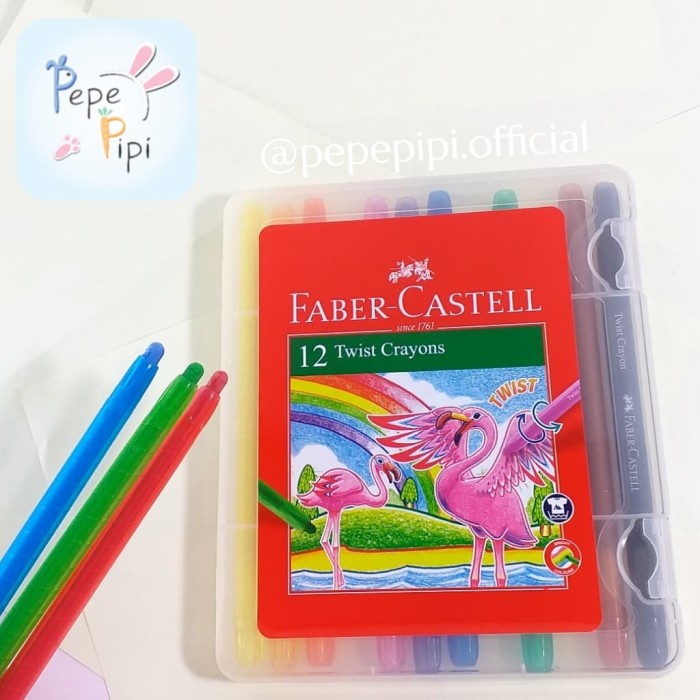 Pepe
Pipi
@pepepipi.official
FABER-CASTELL
since 1761
12 Twist Crayons
TWIST
Twist Crayon
FABER-CASTELL